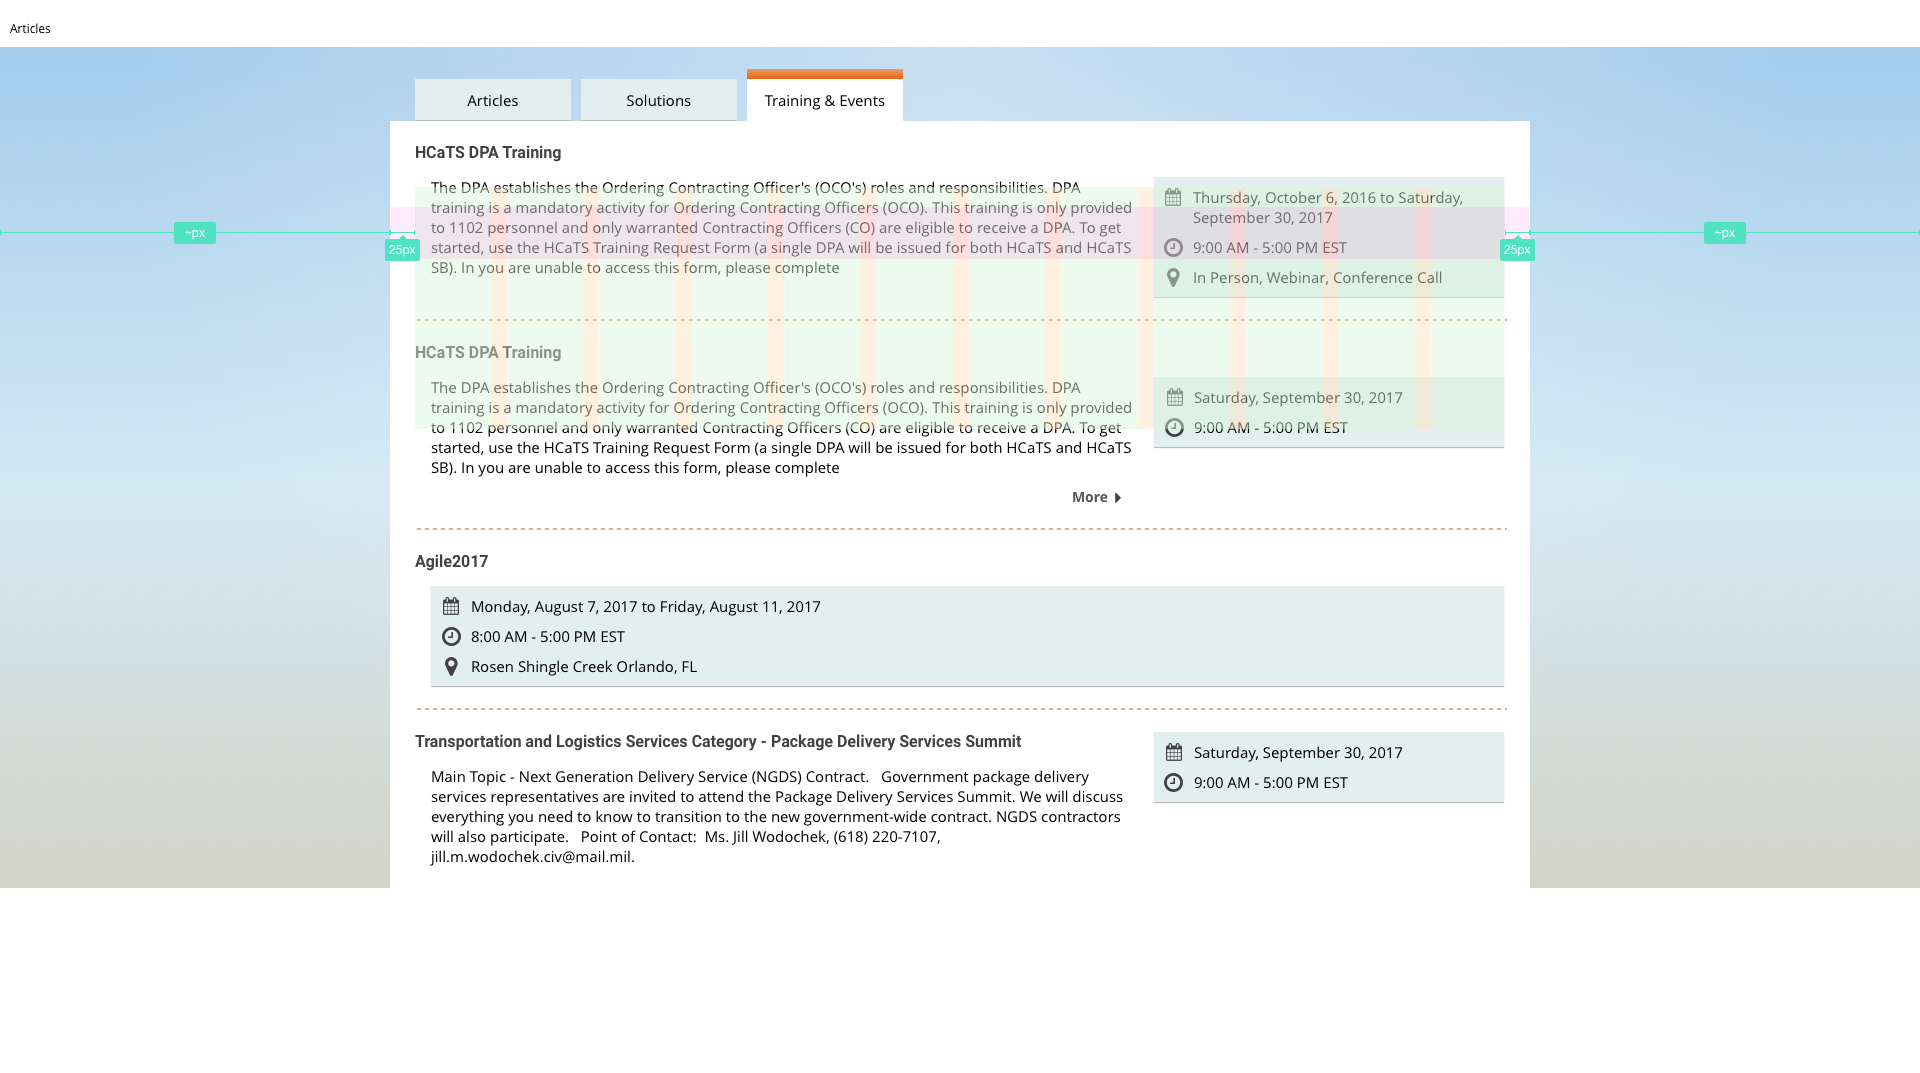 Articles
Articles
Solutions
Training & Events
HCaTS DPA Training
The DPA establishes the Ordering Contracting Officer's (OCO's) roles and responsibilities. DPA
training is a mandatory activity for Ordering Contracting Officers (OCO). This training is only provided
to 1102 personnel and only warranted Contracting Officers (CO) are eligible to receive a DPA. To get
started, use the HCaTS Training Request Form (a single DPA will be issued for both HCaTS and HCaTS
SB). In you are unable to access this form, please complete
Thursday, October 6, 2016 to Saturday,
September 30, 2017
9:00 AM - 5:00 PM EST
In Person, Webinar, Conference Call
~px
25px
25px
~px
HCaTS DPA Training
The DPA establishes the Ordering Contracting Officer's (OCO's) roles and responsibilities. DPA
training is a mandatory activity for Ordering Contracting Officers (OCO). This training is only provided
to 1102 personnel and only warranted Contracting Officers (CO) are eligible to receive a DPA. To get
started, use the HCaTS Training Request Form (a single DPA will be issued for both HCaTS and HCaTS
SB). In you are unable to access this form, please complete
Saturday, September 30, 2017
9:00 AM - 5:00 PM EST
More
Agile2017
Monday, August 7, 2017 to Friday, August 11, 2017
8:00 AM - 5:00 PM EST
Rosen Shingle Creek Orlando, FL
Transportation and Logistics Services Category - Package Delivery Services Summit
Main Topic - Next Generation Delivery Service (NGDS) Contract.   Government package delivery
services representatives are invited to attend the Package Delivery Services Summit. We will discuss
everything you need to know to transition to the new government-wide contract. NGDS contractors
will also participate.   Point of Contact:  Ms. Jill Wodochek, (618) 220-7107,
jill.m.wodochek.civ@mail.mil.
Saturday, September 30, 2017
9:00 AM - 5:00 PM EST